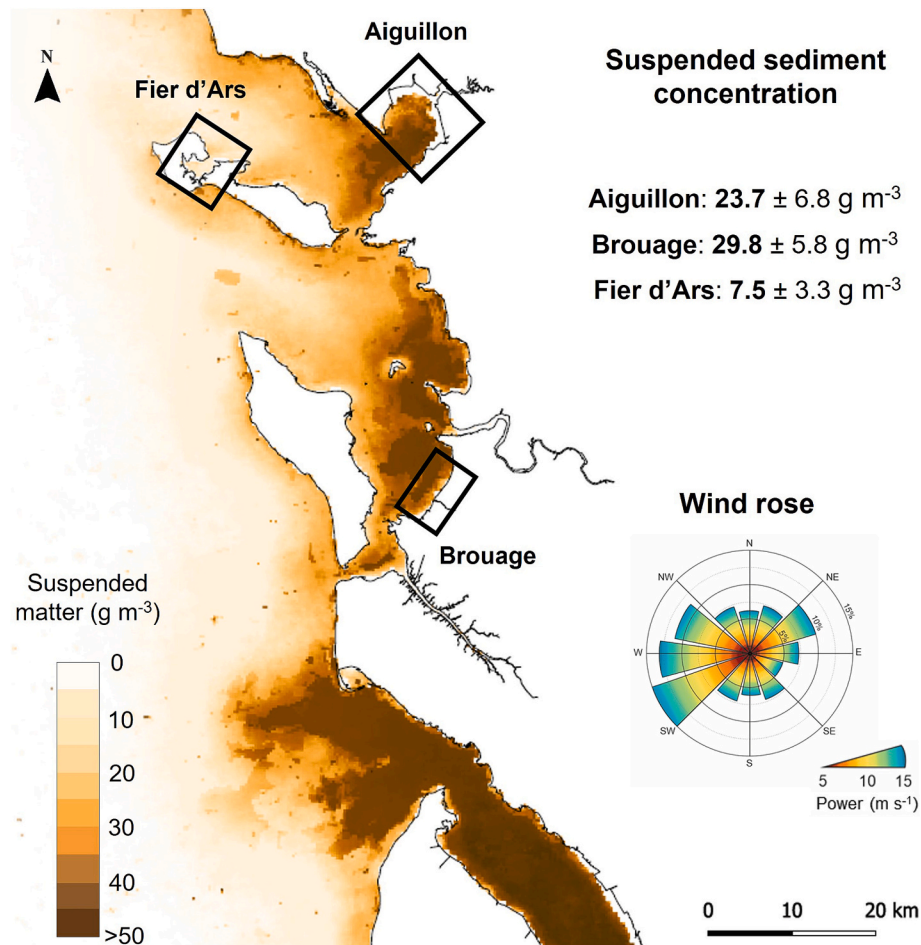 Aiguillon
N
Fier d'Ars
Suspended sediment
concentration
Aiguillon: 23.7 ± 6.8 g m⁻³
Brouage: 29.8 ± 5.8 g m⁻³
Fier d'Ars: 7.5 ± 3.3 g m⁻³
Brouage
Wind rose
N
NW
NE
15%
10%
5%
W
E
SW
SE
S
5 10 15
Power (m s⁻¹)
Suspended
matter (g m⁻³)
0
10
20
30
40
>50
0 10 20 km